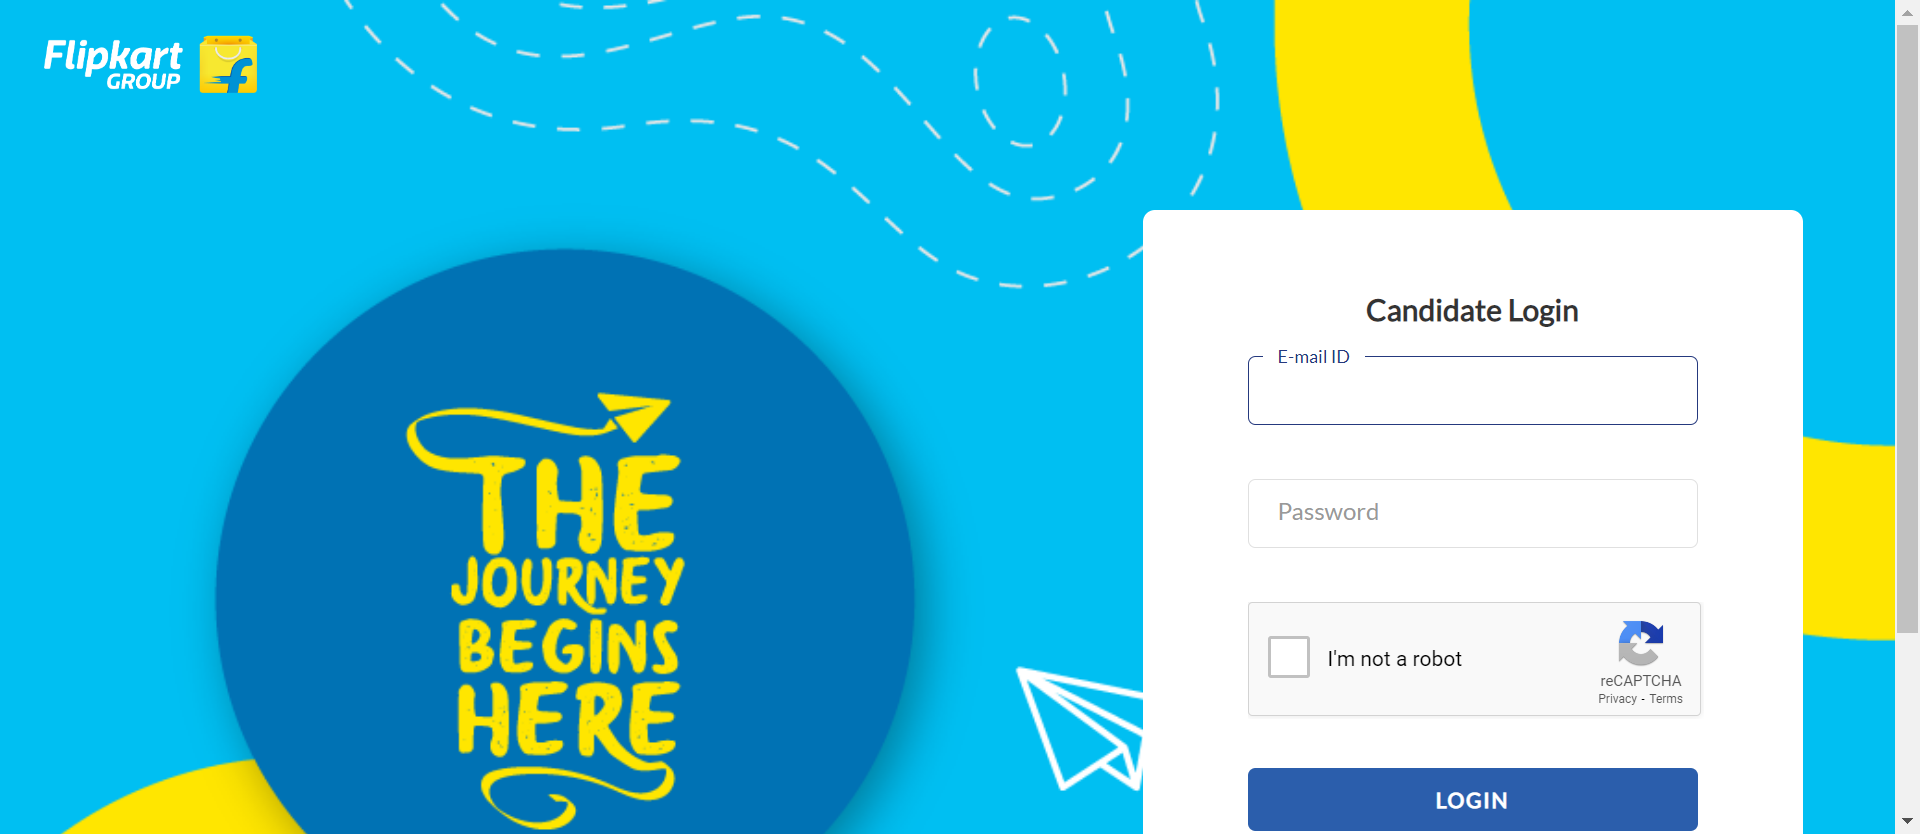 Flipkart
GROUP
THE
JOURNEY
BEGINS
HERE
Candidate Login
E-mail ID
Password
I'm not a robot
reCAPTCHA
Privacy - Terms
LOGIN